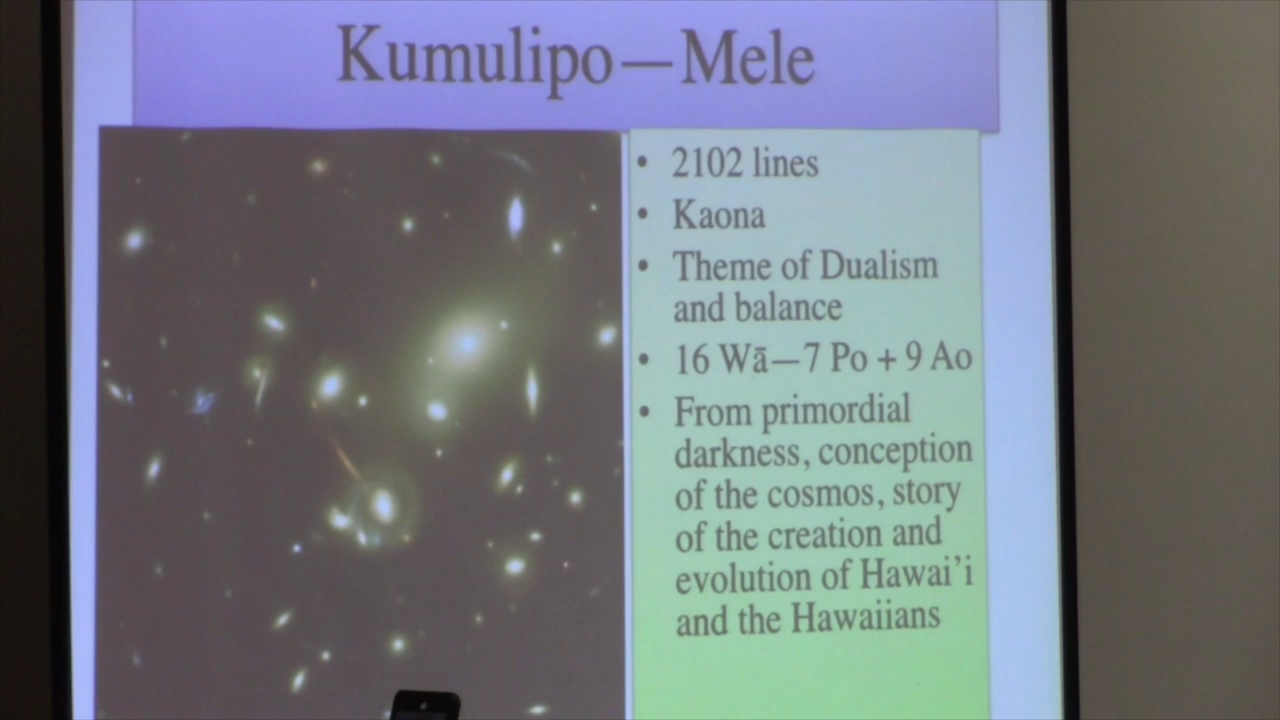 Kumulipo—Mele
• 2102 lines
• Kaona
• Theme of Dualism
and balance
• 16 Wā—7 Po + 9 Ao
• From primordial
darkness, conception
of the cosmos, story
of the creation and
evolution of Hawai’i
and the Hawaiians